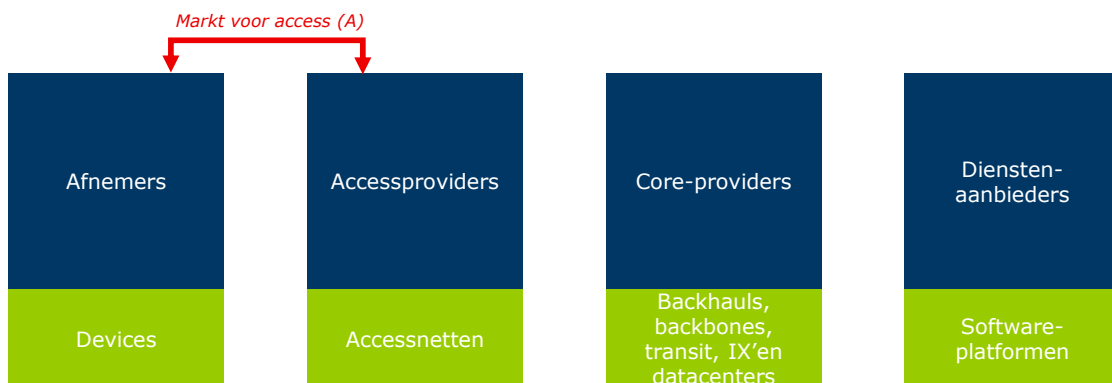 Markt voor access (A)
Afnemers
Accessproviders
Core-providers
Diensten-
aanbieders
Devices
Accessnetten
Backhauls,
backbones,
transit, IX’en
datacenters
Software-
platformen